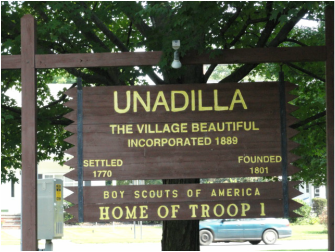 UNADILLA
THE VILLAGE BEAUTIFUL
INCORPORATED 1889
SETTLED
1770
FOUNDED
1801
BOY SCOUTS OF AMERICA
HOME OF TROOP 1